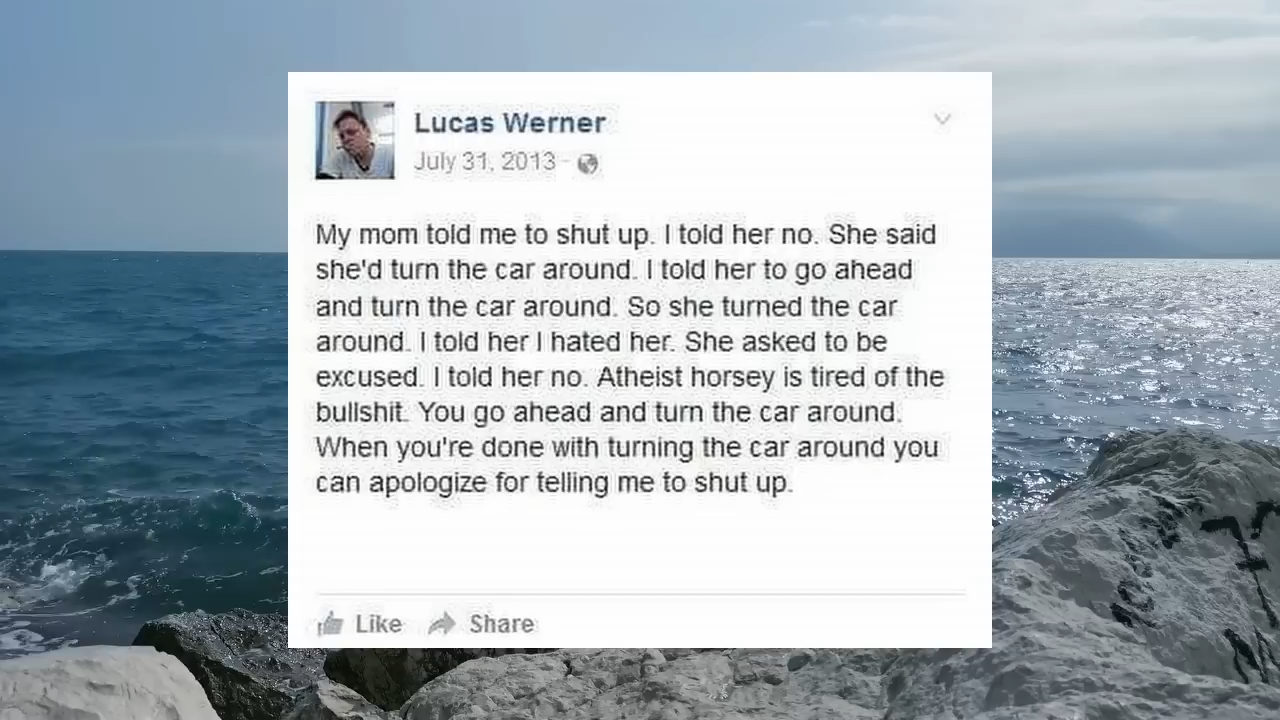 Lucas Werner
July 31, 2013 ·
My mom told me to shut up. I told her no. She said
she'd turn the car around. I told her to go ahead
and turn the car around. So she turned the car
around. I told her I hated her. She asked to be
excused. I told her no. Atheist horsey is tired of the
bullshit. You go ahead and turn the car around.
When you're done with turning the car around you
can apologize for telling me to shut up.
Like Share